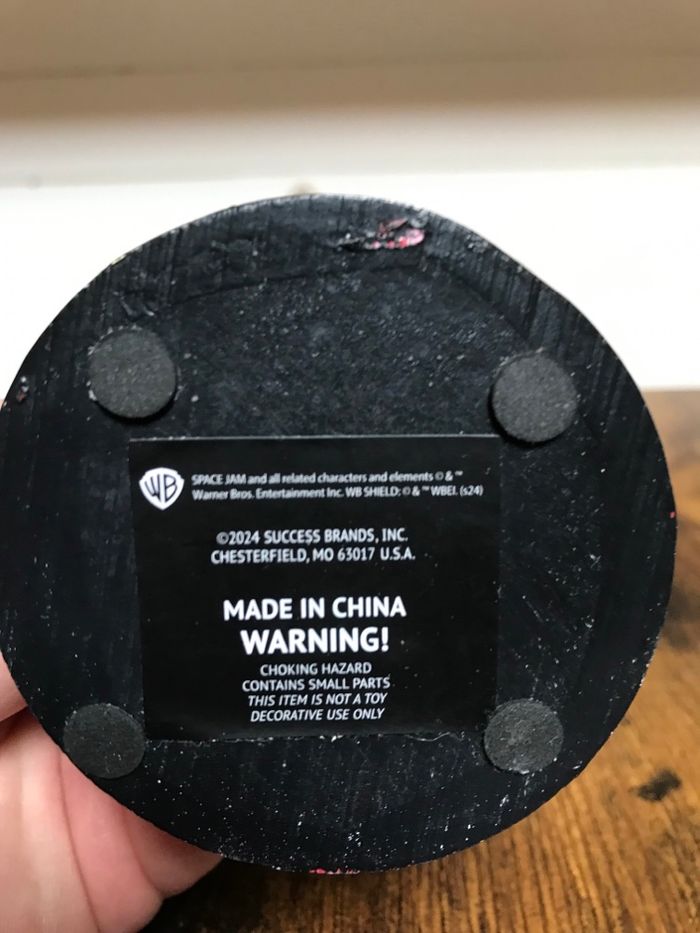 WB
SPACE JAM and all related characters and elements © & ™
Warner Bros. Entertainment Inc. WB SHIELD: © & ™ WBEI. (s24)
©2024 SUCCESS BRANDS, INC.
CHESTERFIELD, MO 63017 U.S.A.
MADE IN CHINA
WARNING!
CHOKING HAZARD
CONTAINS SMALL PARTS
THIS ITEM IS NOT A TOY
DECORATIVE USE ONLY